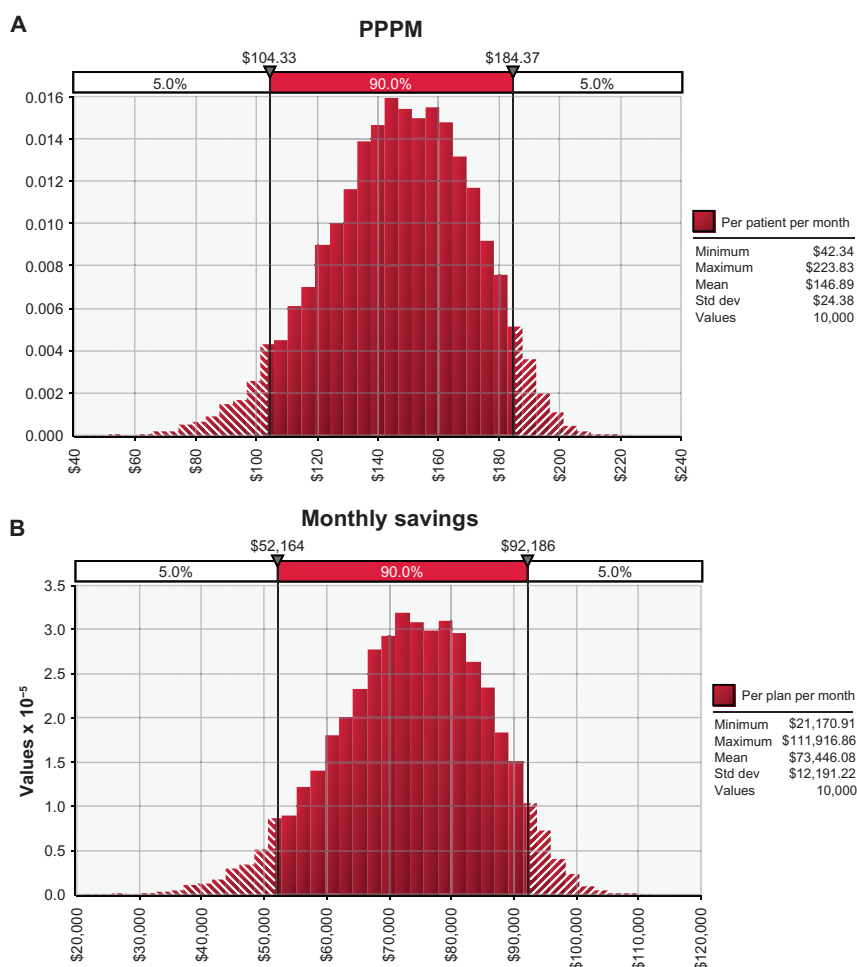 A
PPPM
$104.33 $184.37
5.0% 90.0% 5.0%
0.016
0.014
0.012
0.010
0.008
0.006
0.004
0.002
0.000
$40 $60 $80 $100 $120 $140 $160 $180 $200 $220 $240
Per patient per month
Minimum $42.34
Maximum $223.83
Mean $146.89
Std dev $24.38
Values 10,000
B
Monthly savings
$52,164 $92,186
5.0% 90.0% 5.0%
Values x 10⁻⁵
3.5
3.0
2.5
2.0
1.5
1.0
0.5
0.0
$20,000 $30,000 $40,000 $50,000 $60,000 $70,000 $80,000 $90,000 $100,000 $110,000 $120,000
Per plan per month
Minimum $21,170.91
Maximum $111,916.86
Mean $73,446.08
Std dev $12,191.22
Values 10,000